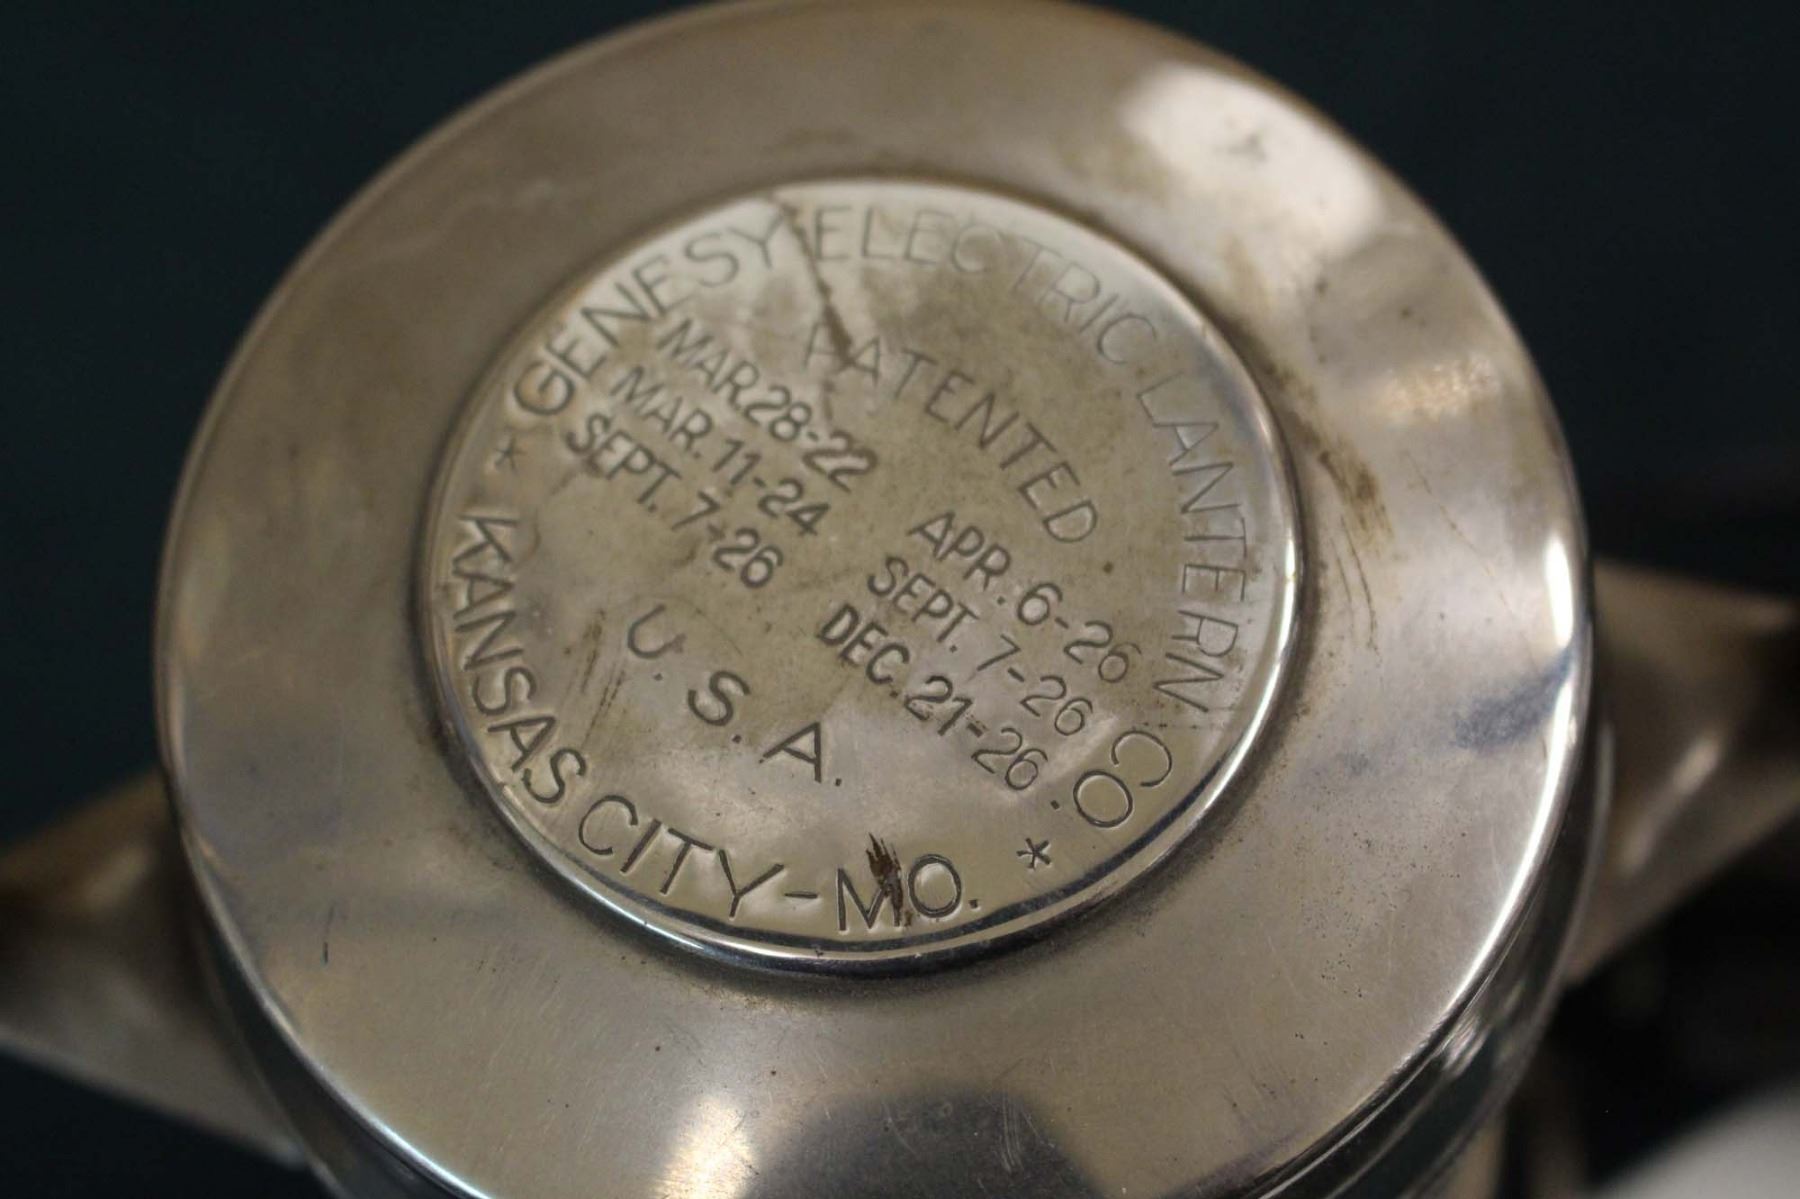 GENESY ELECTRIC LANTERN CO.
PATENTED
MAR.28-22
MAR.11-24
SEPT.7-26
APR.6-26
SEPT.7-26
DEC.21-26
U.S.A.
* KANSAS CITY-MO. *